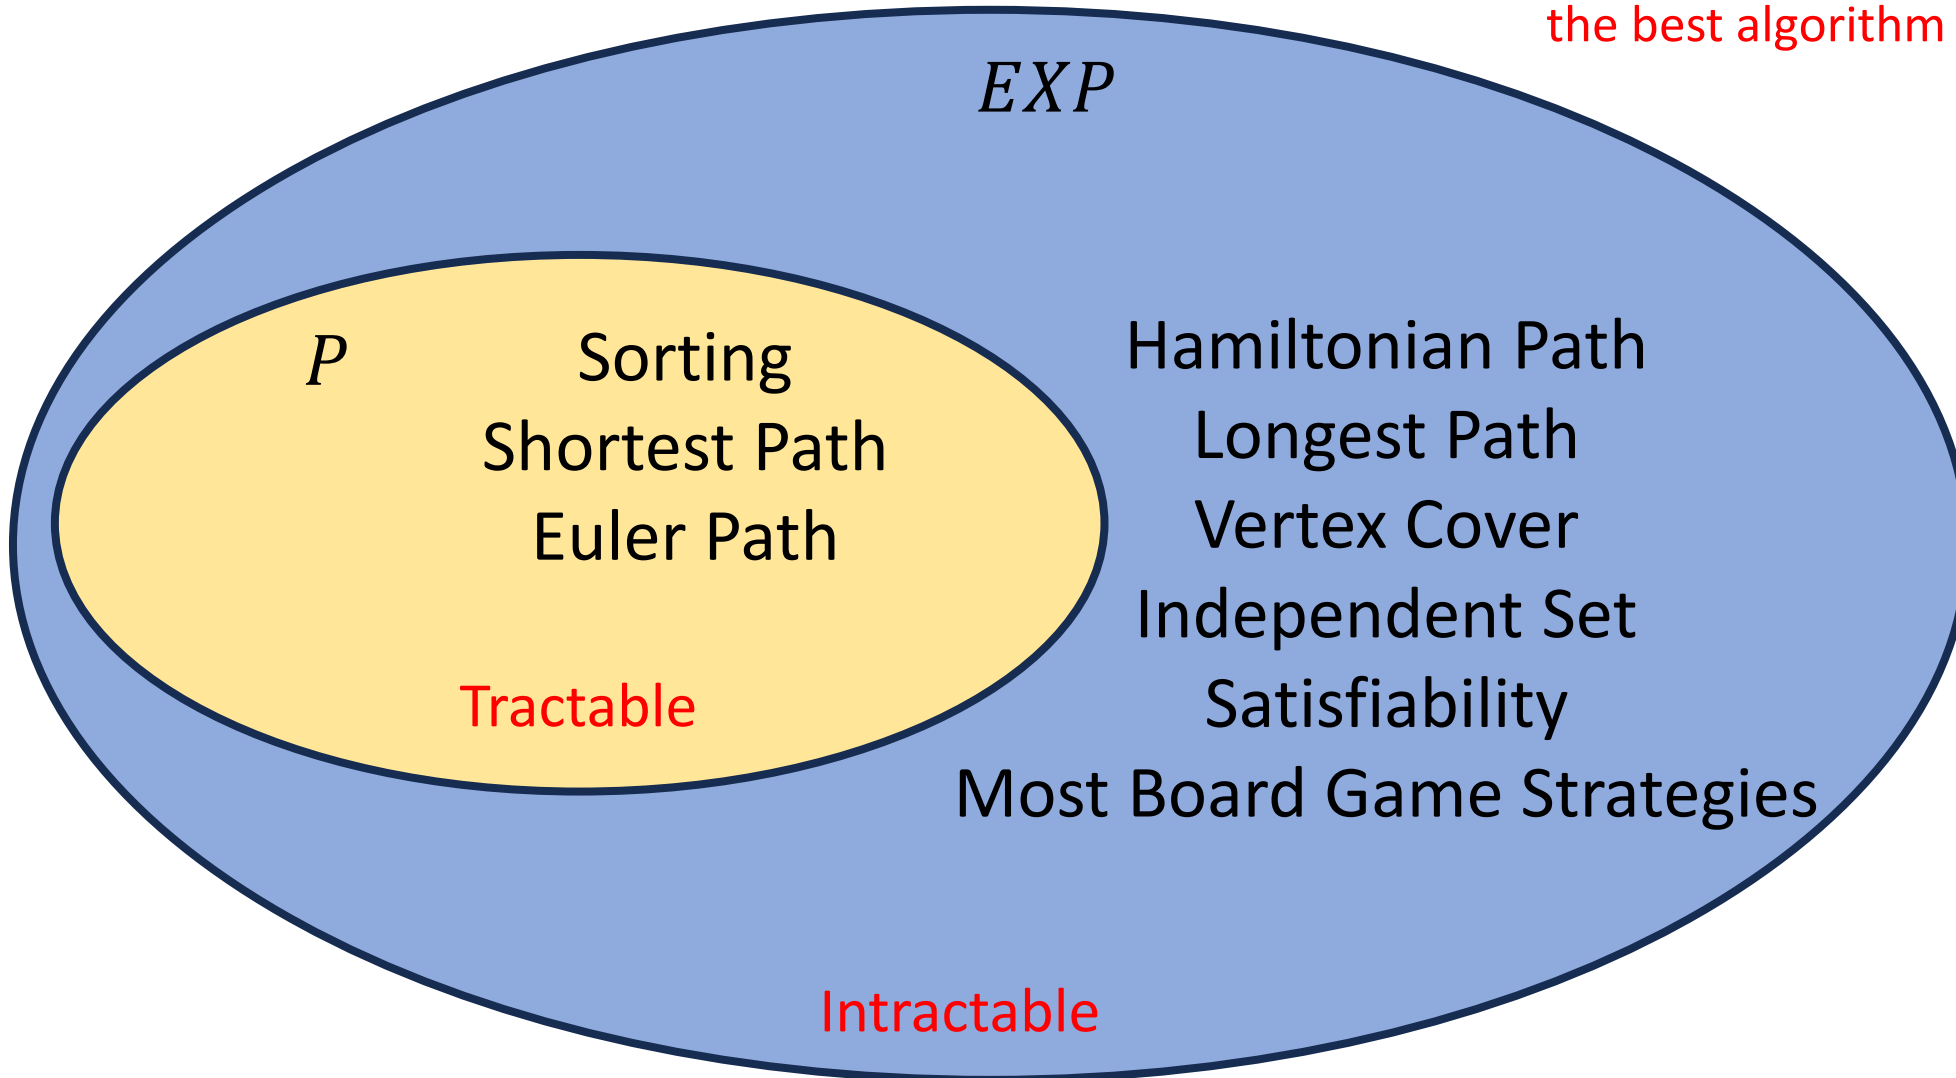 the best algorithm
EXP
P
Sorting
Shortest Path
Euler Path
Tractable
Hamiltonian Path
Longest Path
Vertex Cover
Independent Set
Satisfiability
Most Board Game Strategies
Intractable